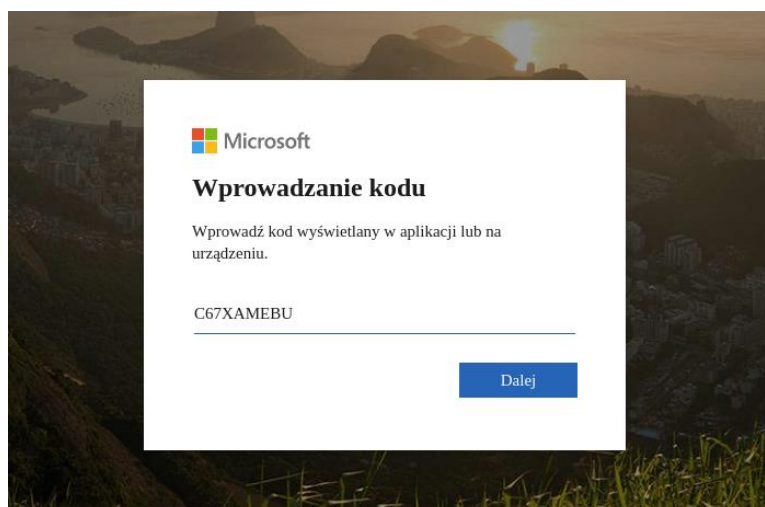 Microsoft
Wprowadzanie kodu
Wprowadź kod wyświetlany w aplikacji lub na
urządzeniu.
C67XAMEBU
Dalej